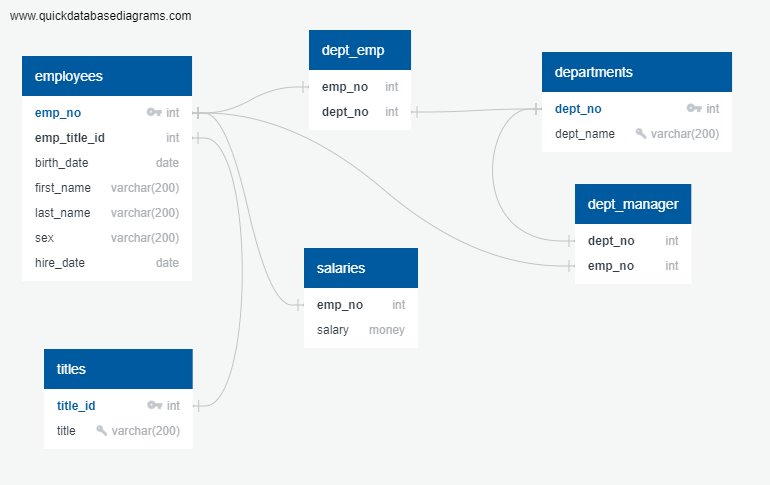 www.quickdatabasediagrams.com
employees
emp_no int
emp_title_id int
birth_date date
first_name varchar(200)
last_name varchar(200)
sex varchar(200)
hire_date date
dept_emp
emp_no int
dept_no int
departments
dept_no int
dept_name varchar(200)
dept_manager
dept_no int
emp_no int
salaries
emp_no int
salary money
titles
title_id int
title varchar(200)